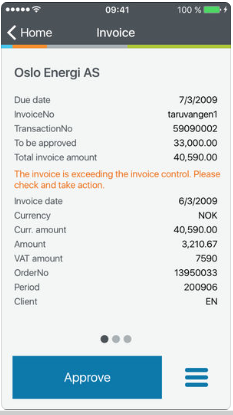 09:41
100 %
Home
Invoice
Oslo Energi AS
Due date 7/3/2009
InvoiceNo taruvangen1
TransactionNo 59090002
To be approved 33,000.00
Total invoice amount 40,590.00
The invoice is exceeding the invoice control. Please
check and take action.
Invoice date 6/3/2009
Currency NOK
Curr. amount 40,590.00
Amount 3,210.67
VAT amount 7590
OrderNo 13950033
Period 200906
Client EN
Approve